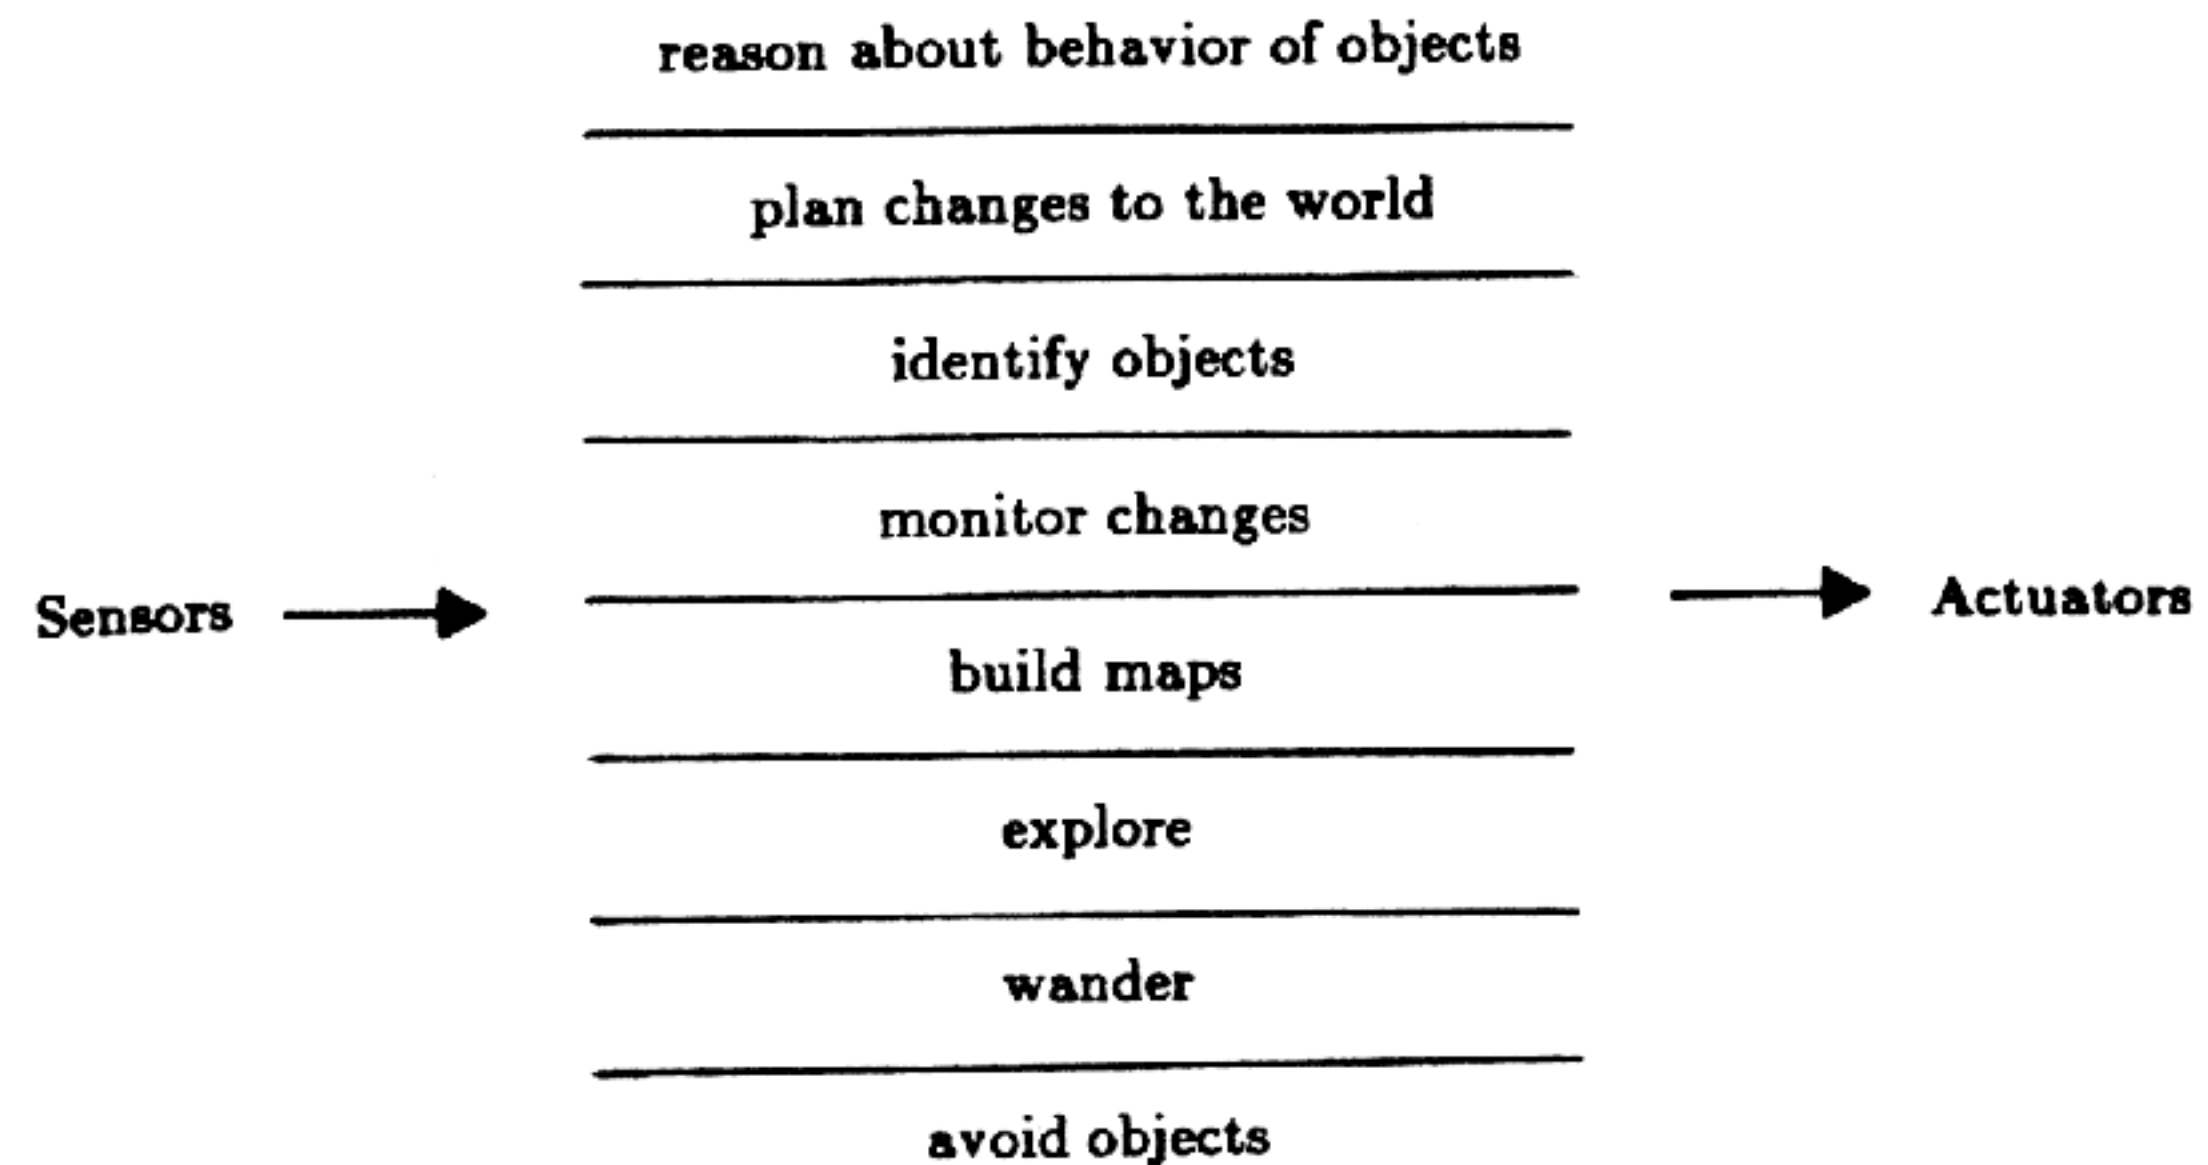 reason about behavior of objects
plan changes to the world
identify objects
monitor changes
Sensors
Actuators
build maps
explore
wander
avoid objects